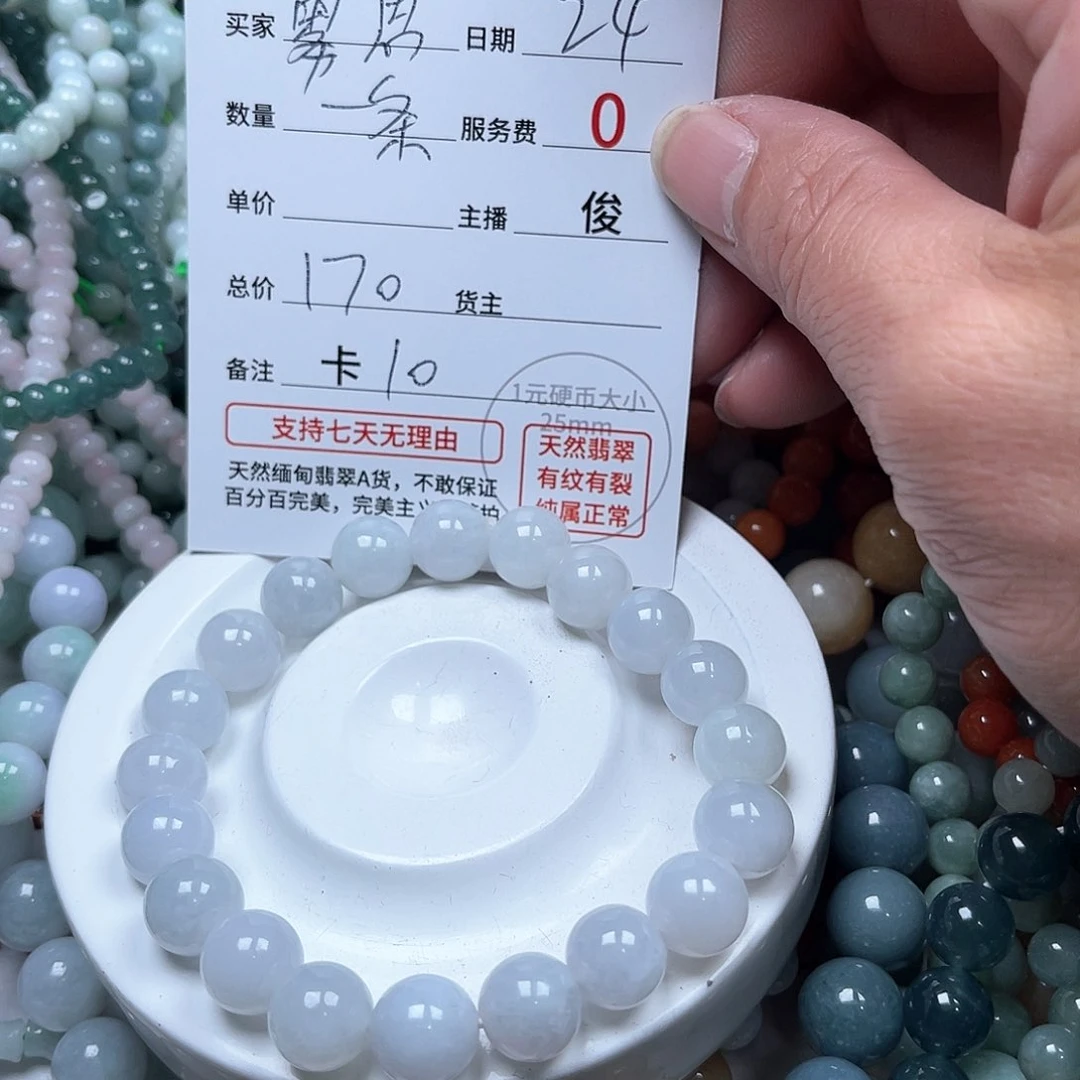 买家 翠居 日期 24
数量 一条 服务费 0
单价 主播 俊
总价 170 货主
备注 卡 10
1元硬币大小
25mm
支持七天无理由
天然缅甸翡翠A货，不敢保证
百分百完美，完美主
天然翡翠
有纹有裂
纯属正常